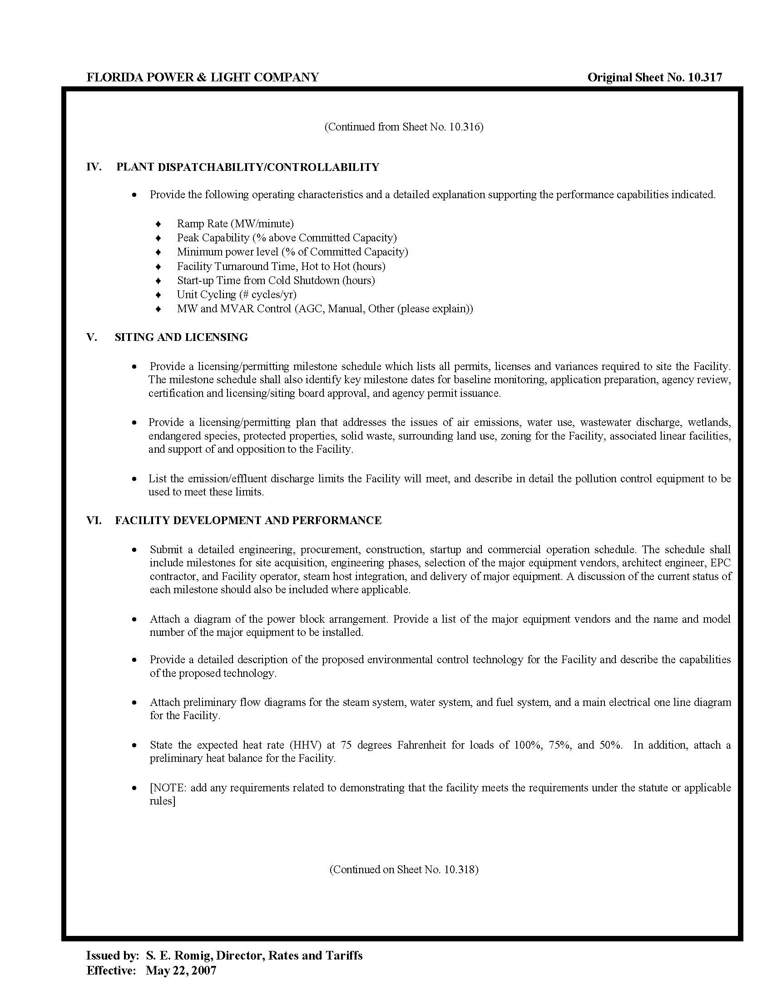 FLORIDA POWER & LIGHT COMPANY Original Sheet No. 10.317
(Continued from Sheet No. 10.316)
IV. PLANT DISPATCHABILITY/CONTROLLABILITY
• Provide the following operating characteristics and a detailed explanation supporting the performance capabilities indicated.
♦ Ramp Rate (MW/minute)
♦ Peak Capability (% above Committed Capacity)
♦ Minimum power level (% of Committed Capacity)
♦ Facility Turnaround Time, Hot to Hot (hours)
♦ Start-up Time from Cold Shutdown (hours)
♦ Unit Cycling (# cycles/yr)
♦ MW and MVAR Control (AGC, Manual, Other (please explain))
V. SITING AND LICENSING
• Provide a licensing/permitting milestone schedule which lists all permits, licenses and variances required to site the Facility.
The milestone schedule shall also identify key milestone dates for baseline monitoring, application preparation, agency review,
certification and licensing/siting board approval, and agency permit issuance.
• Provide a licensing/permitting plan that addresses the issues of air emissions, water use, wastewater discharge, wetlands,
endangered species, protected properties, solid waste, surrounding land use, zoning for the Facility, associated linear facilities,
and support of and opposition to the Facility.
• List the emission/effluent discharge limits the Facility will meet, and describe in detail the pollution control equipment to be
used to meet these limits.
VI. FACILITY DEVELOPMENT AND PERFORMANCE
• Submit a detailed engineering, procurement, construction, startup and commercial operation schedule. The schedule shall
include milestones for site acquisition, engineering phases, selection of the major equipment vendors, architect engineer, EPC
contractor, and Facility operator, steam host integration, and delivery of major equipment. A discussion of the current status of
each milestone should also be included where applicable.
• Attach a diagram of the power block arrangement. Provide a list of the major equipment vendors and the name and model
number of the major equipment to be installed.
• Provide a detailed description of the proposed environmental control technology for the Facility and describe the capabilities
of the proposed technology.
• Attach preliminary flow diagrams for the steam system, water system, and fuel system, and a main electrical one line diagram
for the Facility.
• State the expected heat rate (HHV) at 75 degrees Fahrenheit for loads of 100%, 75%, and 50%. In addition, attach a
preliminary heat balance for the Facility.
• [NOTE: add any requirements related to demonstrating that the facility meets the requirements under the statute or applicable
rules]
(Continued on Sheet No. 10.318)
Issued by: S. E. Romig, Director, Rates and Tariffs
Effective: May 22, 2007